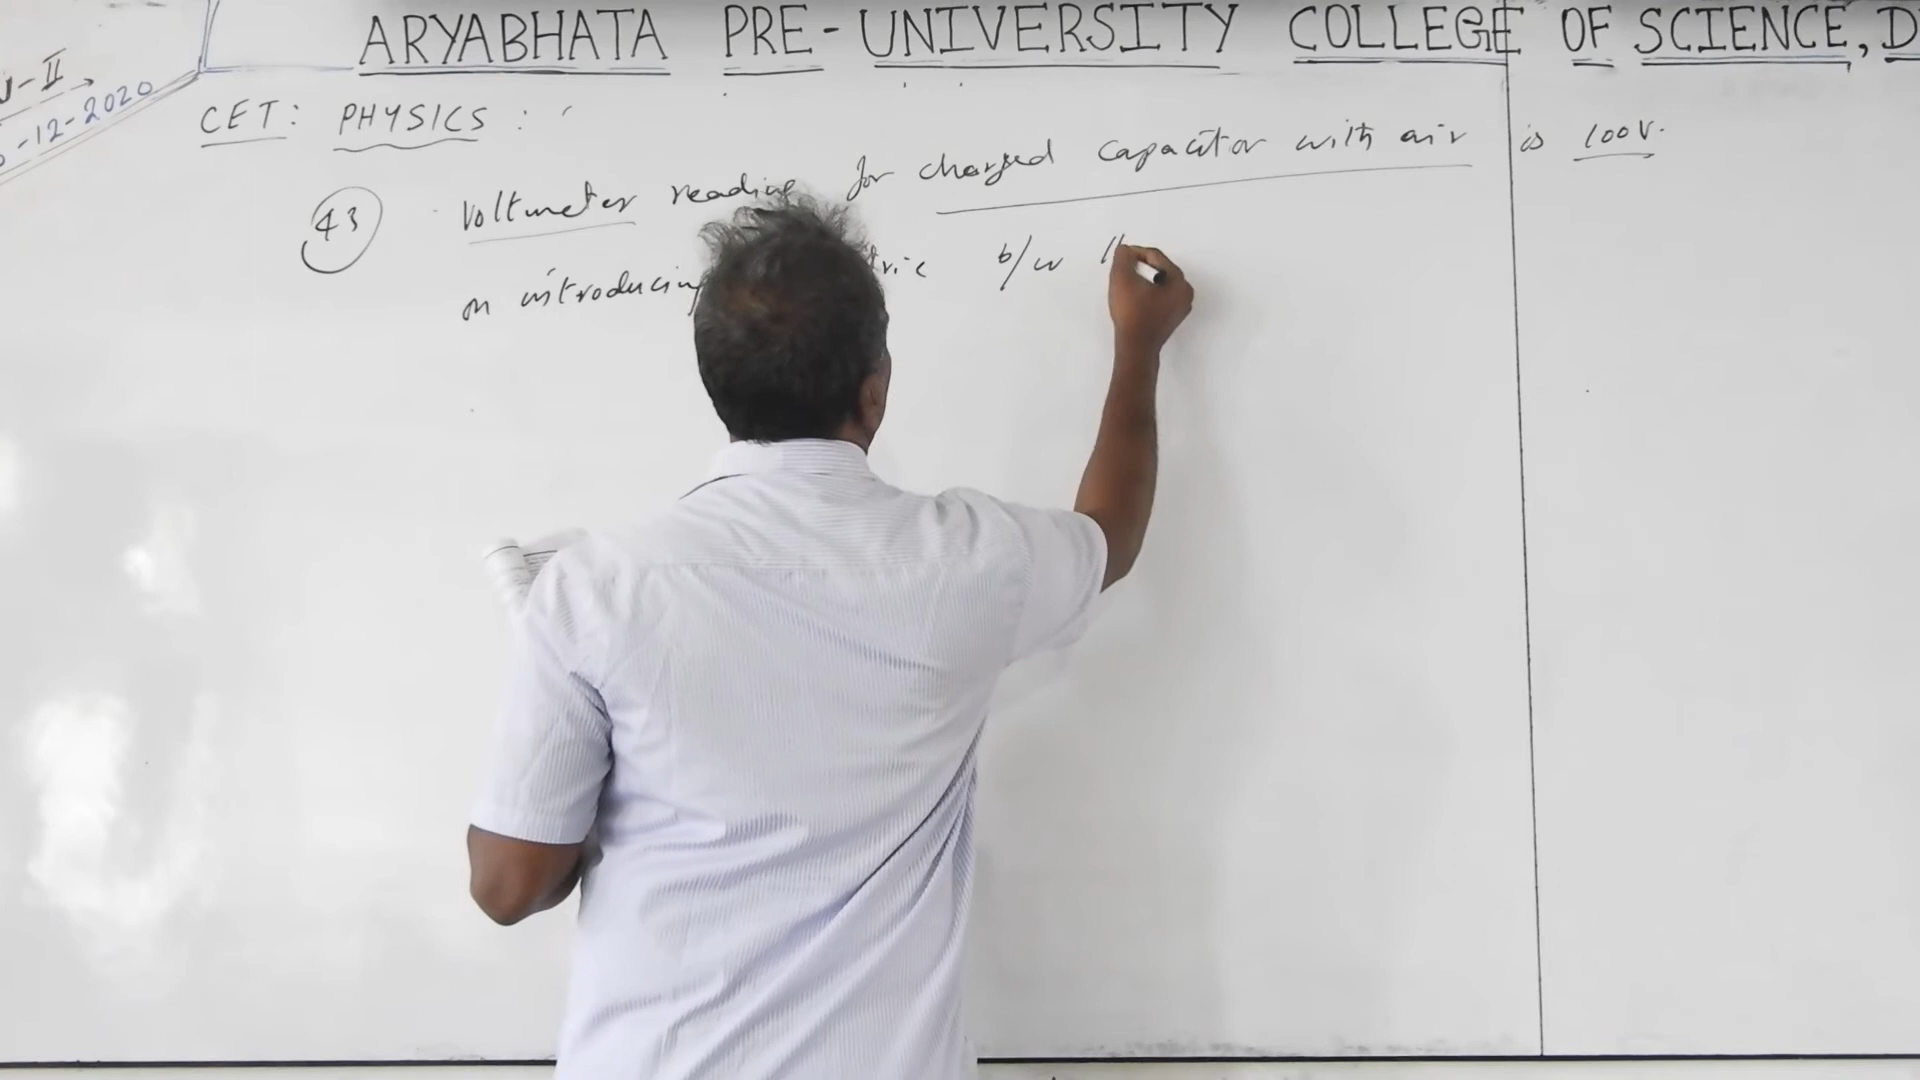 ARYABHATA PRE-UNIVERSITY COLLEGE OF SCIENCE, D
-II
-12-2020
CET: PHYSICS:
43 Voltmeter reading for charged capacitor with air is 100V.
on introducing tric b/w